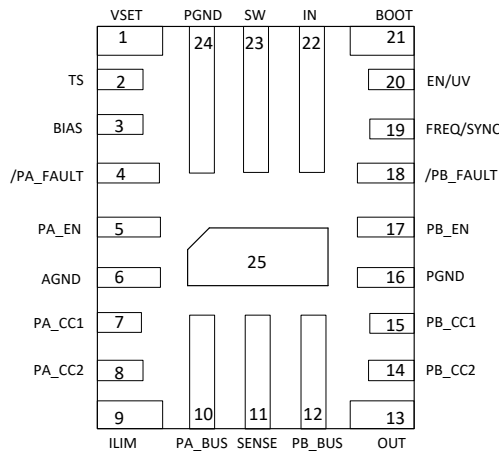 VSET PGND SW IN BOOT
1 24 23 22 21
TS 2 20 EN/UV
BIAS 3 19 FREQ/SYNC
/PA_FAULT 4 18 /PB_FAULT
PA_EN 5 17 PB_EN
25
AGND 6 16 PGND
PA_CC1 7 15 PB_CC1
PA_CC2 8 14 PB_CC2
9 10 11 12 13
ILIM PA_BUS SENSE PB_BUS OUT